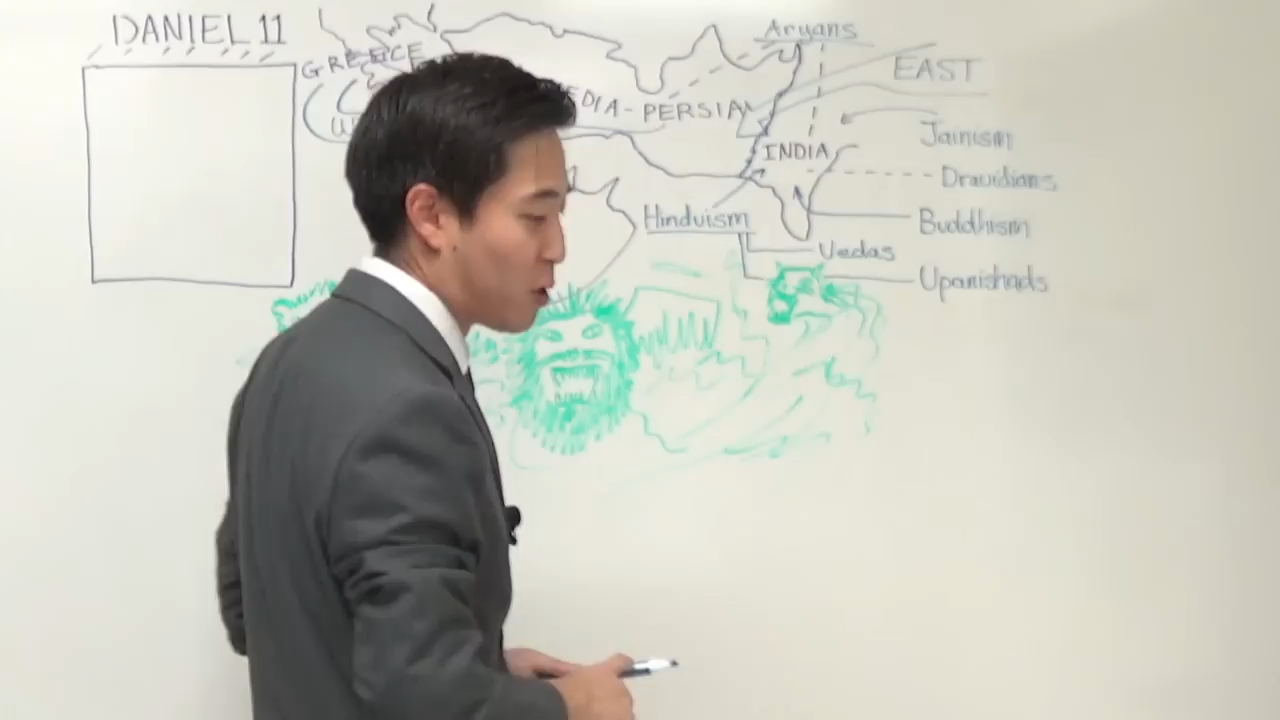 DANIEL 11
Aryans
GREECE
EAST
EDIA - PERSIA
INDIA
Jainism
Dravidians
Hinduism
Buddhism
Vedas
Upanishads